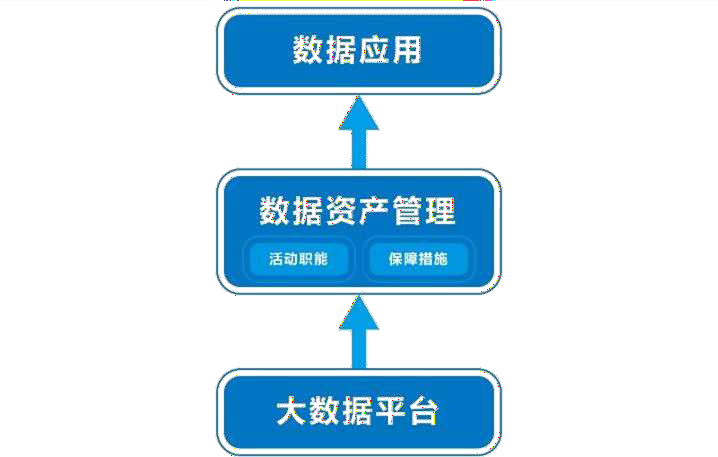 数据应用
数据资产管理
活动职能 保障措施
大数据平台